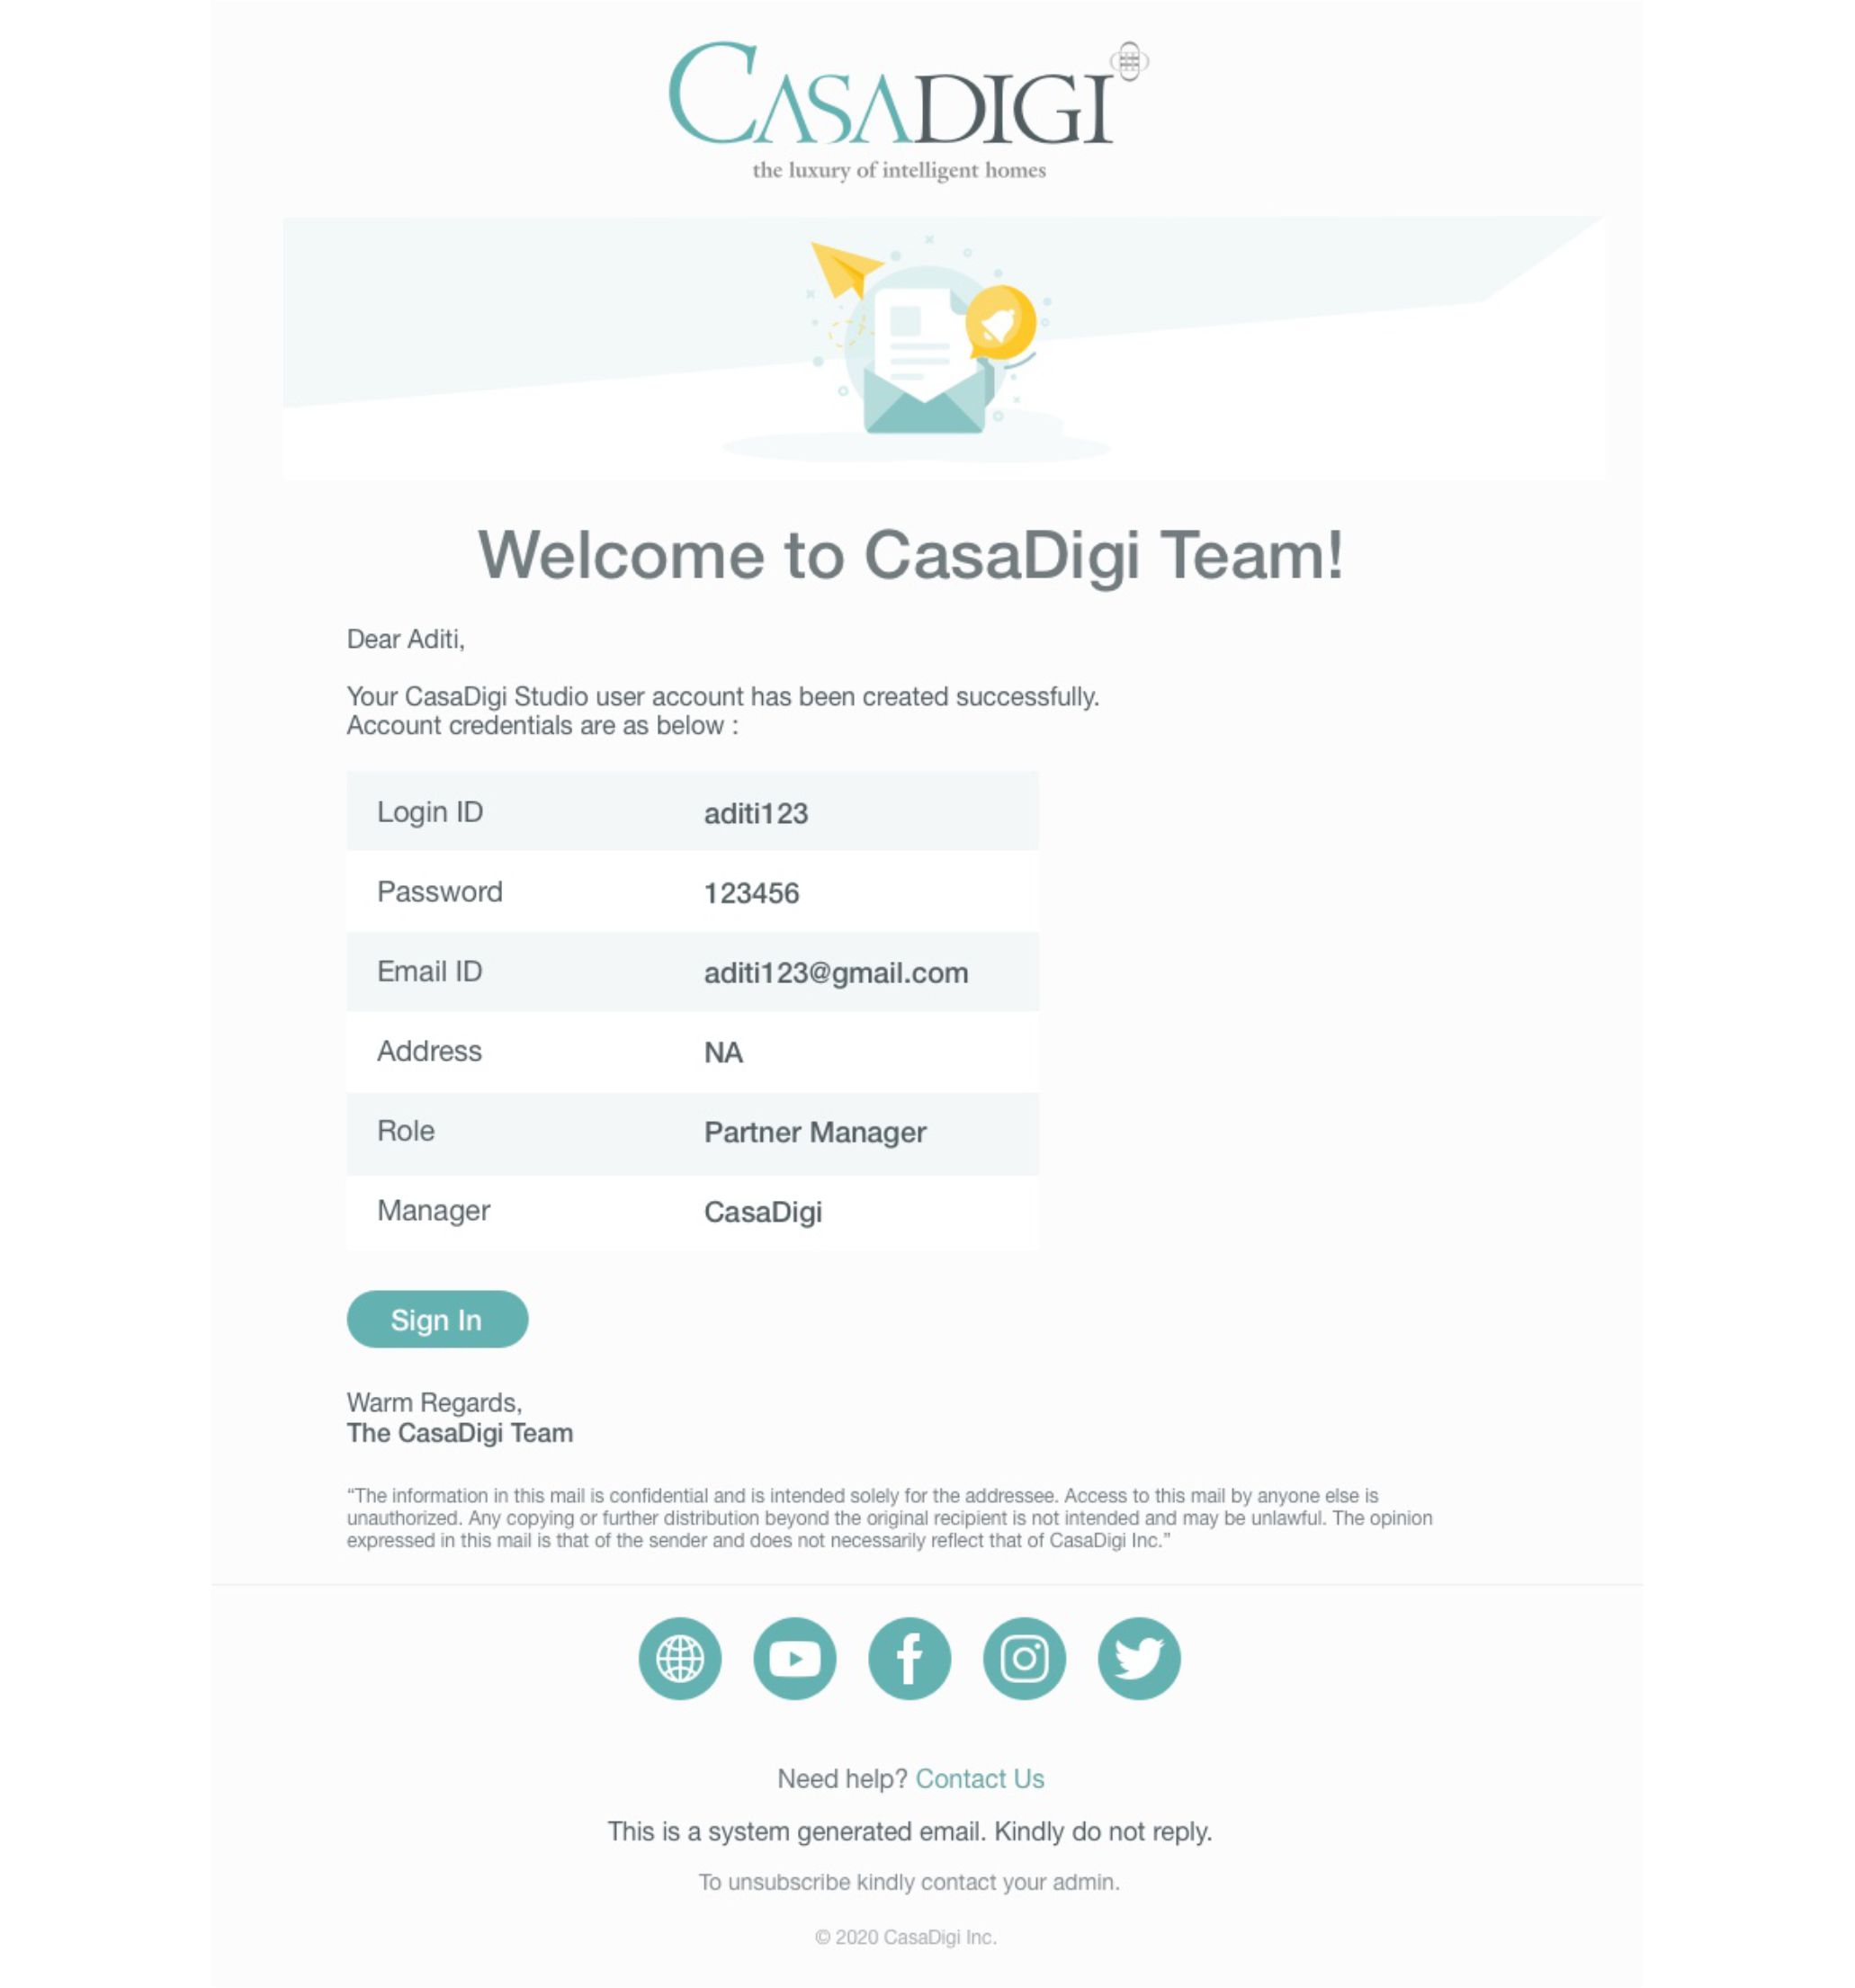 CASADIGI
the luxury of intelligent homes
Welcome to CasaDigi Team!
Dear Aditi,
Your CasaDigi Studio user account has been created successfully.
Account credentials are as below :
Login ID aditi123
Password 123456
Email ID aditi123@gmail.com
Address NA
Role Partner Manager
Manager CasaDigi
Sign In
Warm Regards,
The CasaDigi Team
“The information in this mail is confidential and is intended solely for the addressee. Access to this mail by anyone else is
unauthorized. Any copying or further distribution beyond the original recipient is not intended and may be unlawful. The opinion
expressed in this mail is that of the sender and does not necessarily reflect that of CasaDigi Inc.”
Need help? Contact Us
This is a system generated email. Kindly do not reply.
To unsubscribe kindly contact your admin.
© 2020 CasaDigi Inc.